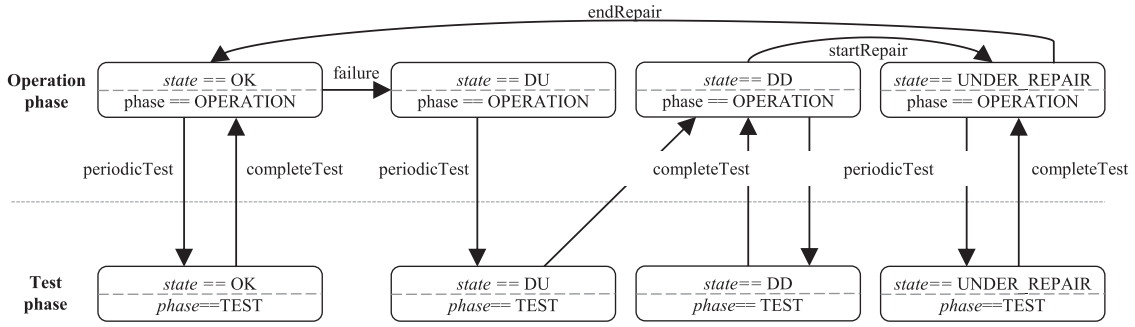 endRepair
startRepair
Operation
phase
state == OK
phase == OPERATION
failure
state == DU
phase == OPERATION
state== DD
phase == OPERATION
state== UNDER_REPAIR
phase == OPERATION
periodicTest
completeTest
periodicTest
completeTest
periodicTest
completeTest
Test
phase
state == OK
phase==TEST
state == DU
phase== TEST
state == DD
phase== TEST
state== UNDER_REPAIR
phase==TEST